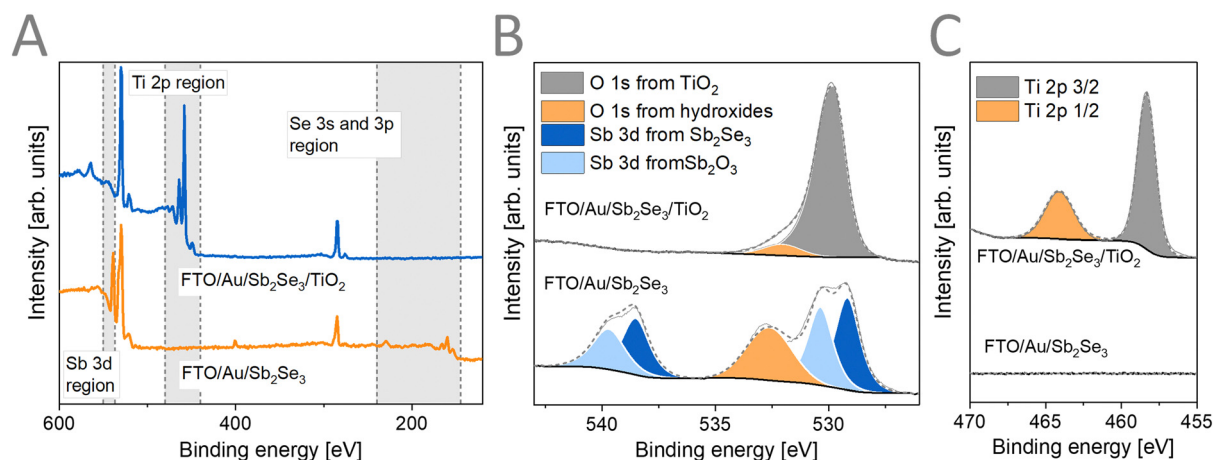 A
Intensity [arb. units]
Ti 2p region
Se 3s and 3p
region
FTO/Au/Sb2Se3/TiO2
Sb 3d
region
FTO/Au/Sb2Se3
600
400
200
Binding energy [eV]
B
Intensity [arb. units]
O 1s from TiO2
O 1s from hydroxides
Sb 3d from Sb2Se3
Sb 3d fromSb2O3
FTO/Au/Sb2Se3/TiO2
FTO/Au/Sb2Se3
540
535
530
Binding energy [eV]
C
Intensity [arb. units]
Ti 2p 3/2
Ti 2p 1/2
FTO/Au/Sb2Se3/TiO2
FTO/Au/Sb2Se3
470
465
460
455
Binding energy [eV]